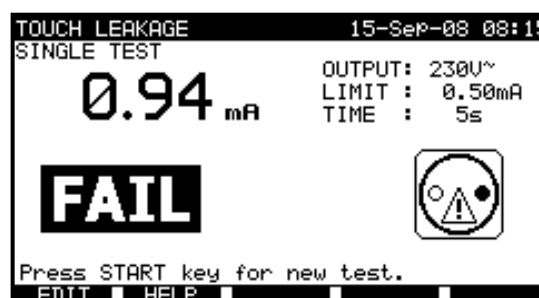 TOUCH LEAKAGE 15-Sep-08 08:15
SINGLE TEST
0.94 mA
OUTPUT: 230V~
LIMIT : 0.50mA
TIME : 5s
FAIL
Press START key for new test.
EDIT HELP